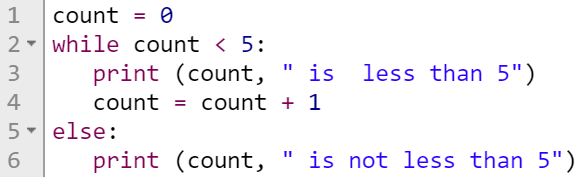 1 count = 0
2 while count < 5:
3    print (count, " is  less than 5")
4    count = count + 1
5 else:
6    print (count, " is not less than 5")